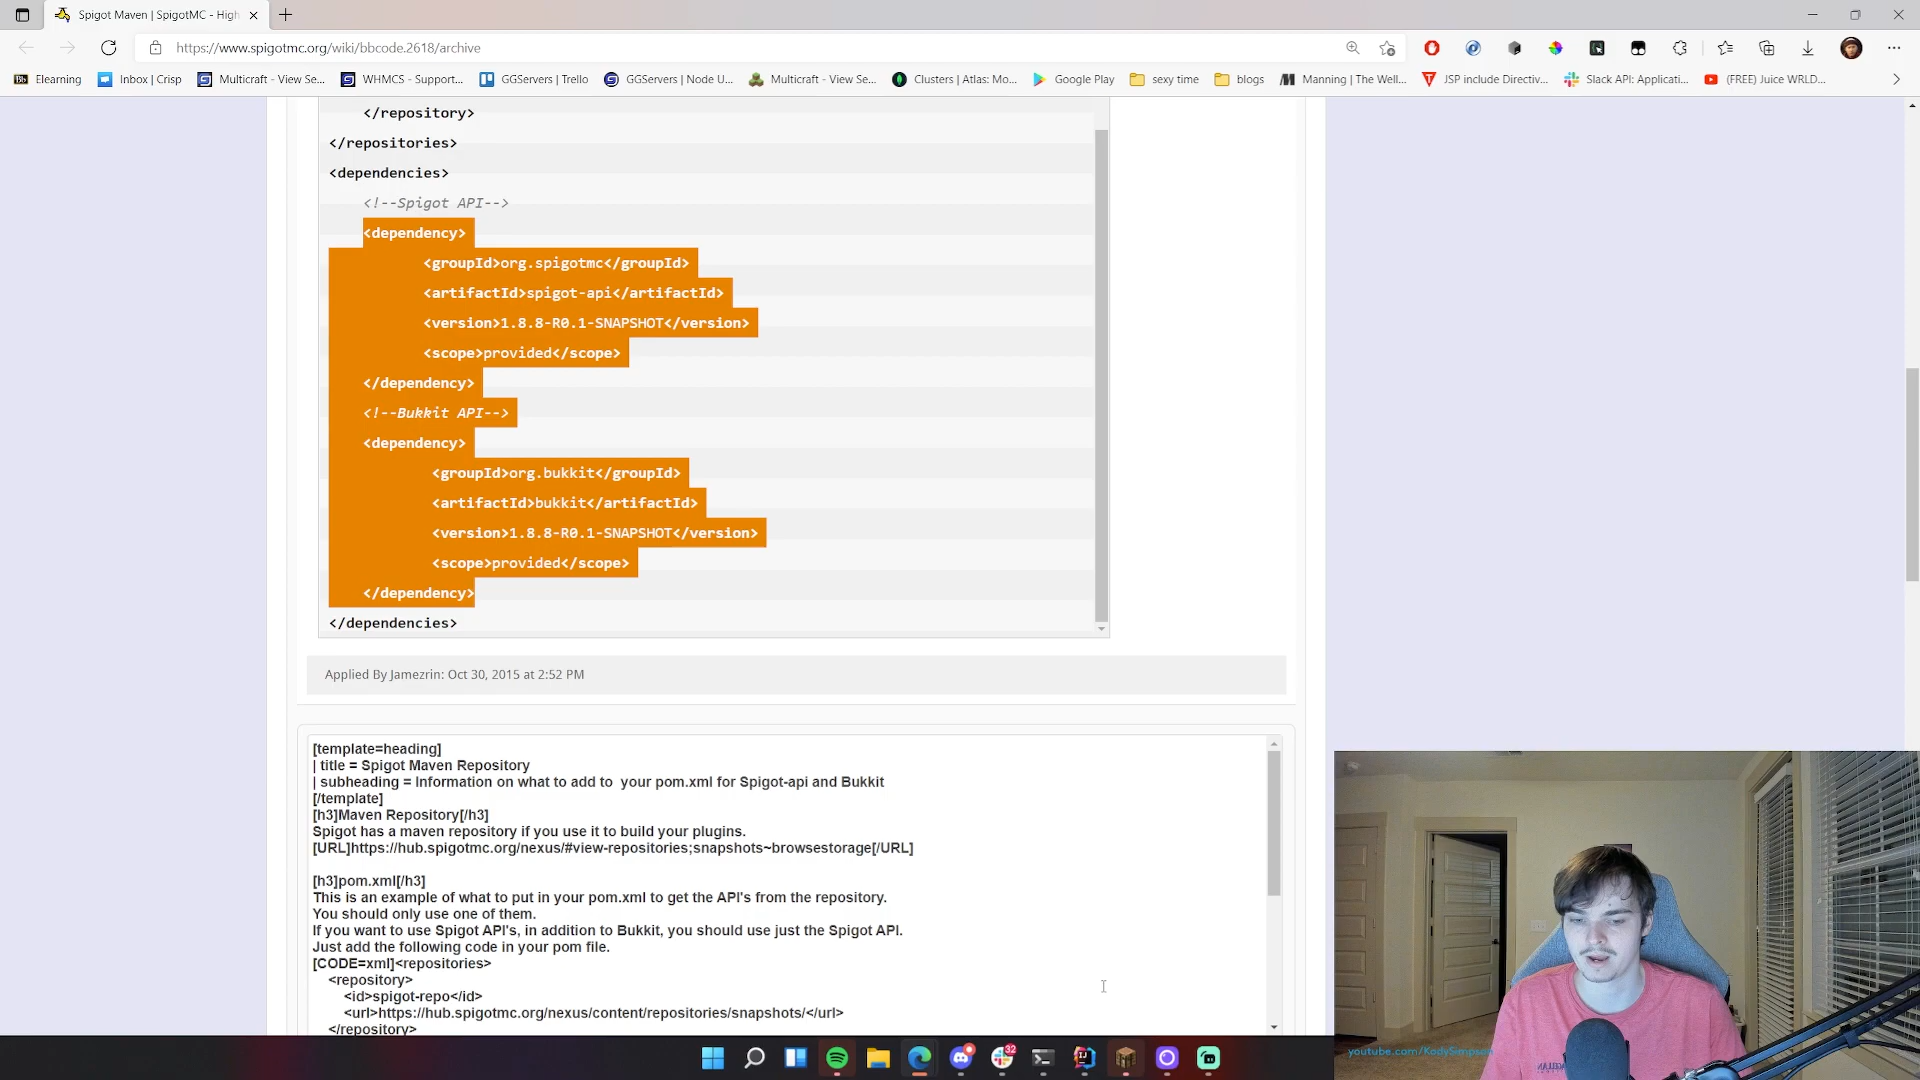 Spigot Maven | SpigotMC - High
https://www.spigotmc.org/wiki/bbcode.2618/archive
Bb Elearning
Inbox | Crisp
Multicraft - View Se...
WHMCS - Support...
GGServers | Trello
GGServers | Node U...
Multicraft - View Se...
Clusters | Atlas: Mo...
Google Play
sexy time
blogs
Manning | The Well...
JSP include Directiv...
Slack API: Applicati...
(FREE) Juice WRLD...
</repository>
</repositories>
<dependencies>
<!--Spigot API-->
<dependency>
<groupId>org.spigotmc</groupId>
<artifactId>spigot-api</artifactId>
<version>1.8.8-R0.1-SNAPSHOT</version>
<scope>provided</scope>
</dependency>
<!--Bukkit API-->
<dependency>
<groupId>org.bukkit</groupId>
<artifactId>bukkit</artifactId>
<version>1.8.8-R0.1-SNAPSHOT</version>
<scope>provided</scope>
</dependency>
</dependencies>
Applied By Jamezrin: Oct 30, 2015 at 2:52 PM
[template=heading]
| title = Spigot Maven Repository
| subheading = Information on what to add to  your pom.xml for Spigot-api and Bukkit
[/template]
[h3]Maven Repository[/h3]
Spigot has a maven repository if you use it to build your plugins.
[URL]https://hub.spigotmc.org/nexus/#view-repositories;snapshots~browsestorage[/URL]
[h3]pom.xml[/h3]
This is an example of what to put in your pom.xml to get the API's from the repository.
You should only use one of them.
If you want to use Spigot API's, in addition to Bukkit, you should use just the Spigot API.
Just add the following code in your pom file.
[CODE=xml]<repositories>
<repository>
<id>spigot-repo</id>
<url>https://hub.spigotmc.org/nexus/content/repositories/snapshots/</url>
</repository>
32
youtube.com/KodySimpson